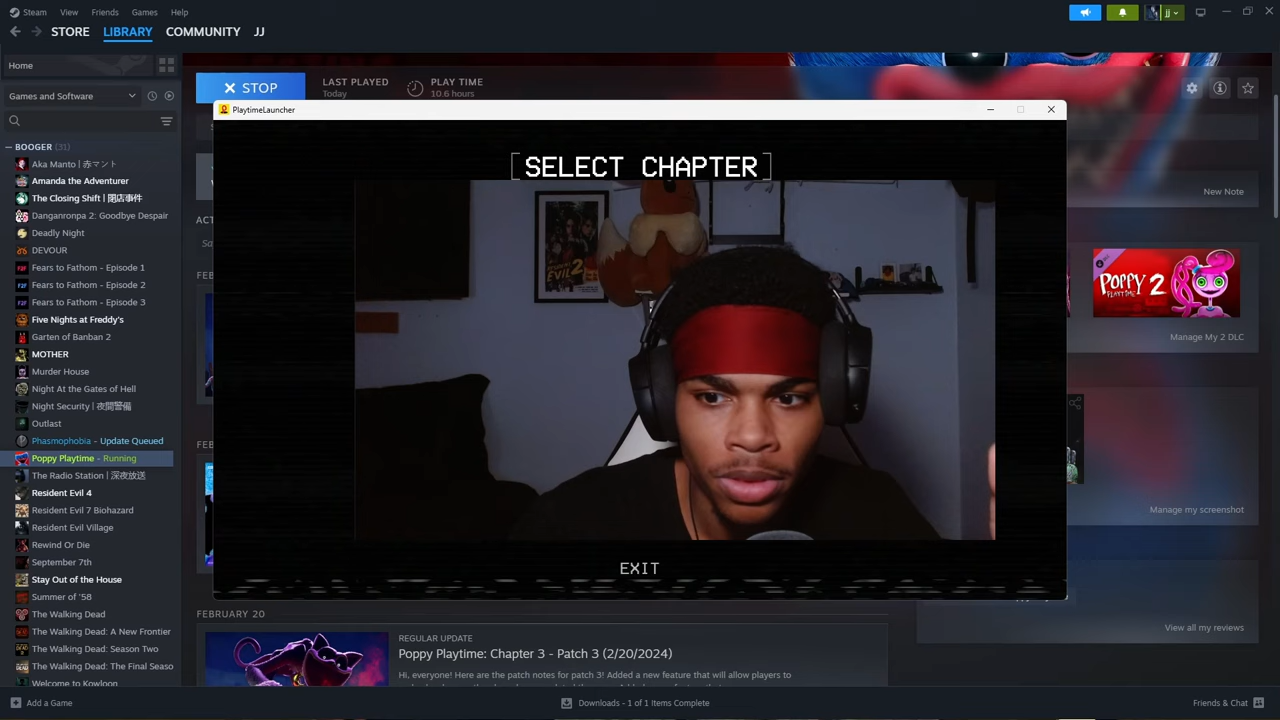 Steam View Friends Games Help
jj
STORE LIBRARY COMMUNITY JJ
Home
Games and Software
BOOGER (31)
Aka Manto | 赤マント
Amanda the Adventurer
The Closing Shift | 閉店事件
Danganronpa 2: Goodbye Despair
Deadly Night
DEVOUR
Fears to Fathom - Episode 1
Fears to Fathom - Episode 2
Fears to Fathom - Episode 3
Five Nights at Freddy's
Garten of Banban 2
MOTHER
Murder House
Night At the Gates of Hell
Night Security | 夜間警備
Outlast
Phasmophobia - Update Queued
Poppy Playtime - Running
The Radio Station | 深夜放送
Resident Evil 4
Resident Evil 7 Biohazard
Resident Evil Village
Rewind Or Die
September 7th
Stay Out of the House
Summer of '58
The Walking Dead
The Walking Dead: A New Frontier
The Walking Dead: Season Two
The Walking Dead: The Final Seaso
Welcome to Kowloon
STOP
LAST PLAYED
Today
PLAY TIME
10.6 hours
PlaytimeLauncher
SELECT CHAPTER
EVIL 2
EXIT
New Note
POPPY 2
PLAYTIME
Manage My 2 DLC
Manage my screenshot
View all my reviews
FEBRUARY 20
REGULAR UPDATE
Poppy Playtime: Chapter 3 - Patch 3 (2/20/2024)
Hi, everyone! Here are the patch notes for patch 3! Added a new feature that will allow players to
Add a Game
Downloads - 1 of 1 Items Complete
Friends & Chat